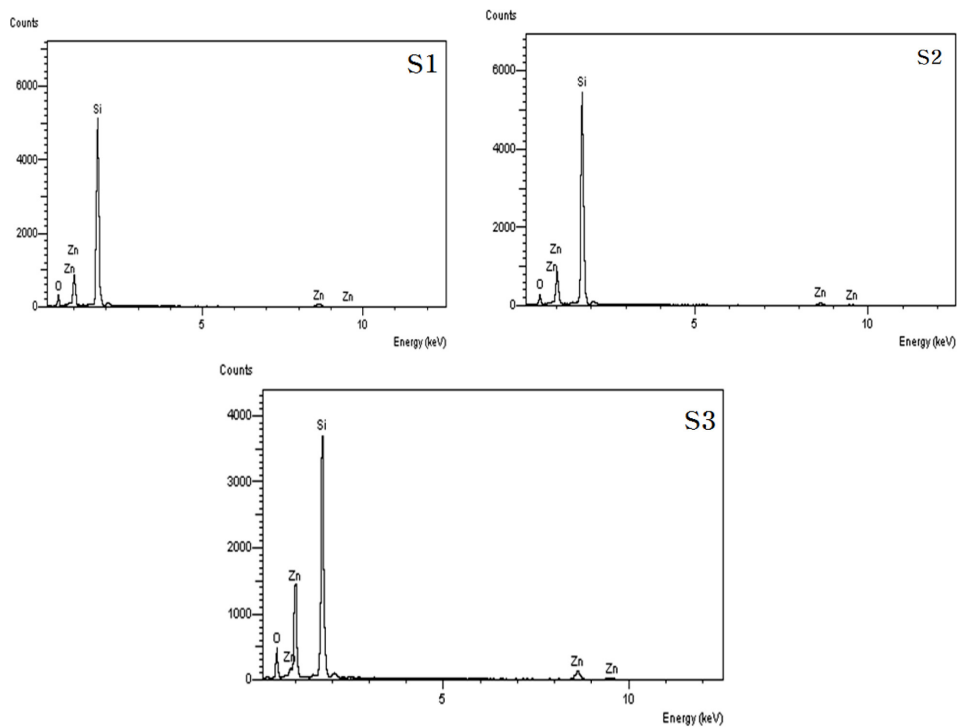 Counts
S1
6000
Si
4000
2000
Zn
Zn
O
Zn Zn
0
5 10
Energy (keV)
Counts
S2
6000
Si
4000
2000
Zn
Zn
O
Zn Zn
0
5 10
Energy (keV)
Counts
S3
4000
Si
3000
2000
Zn
1000
O
Zn
Zn Zn
0
5 10
Energy (keV)